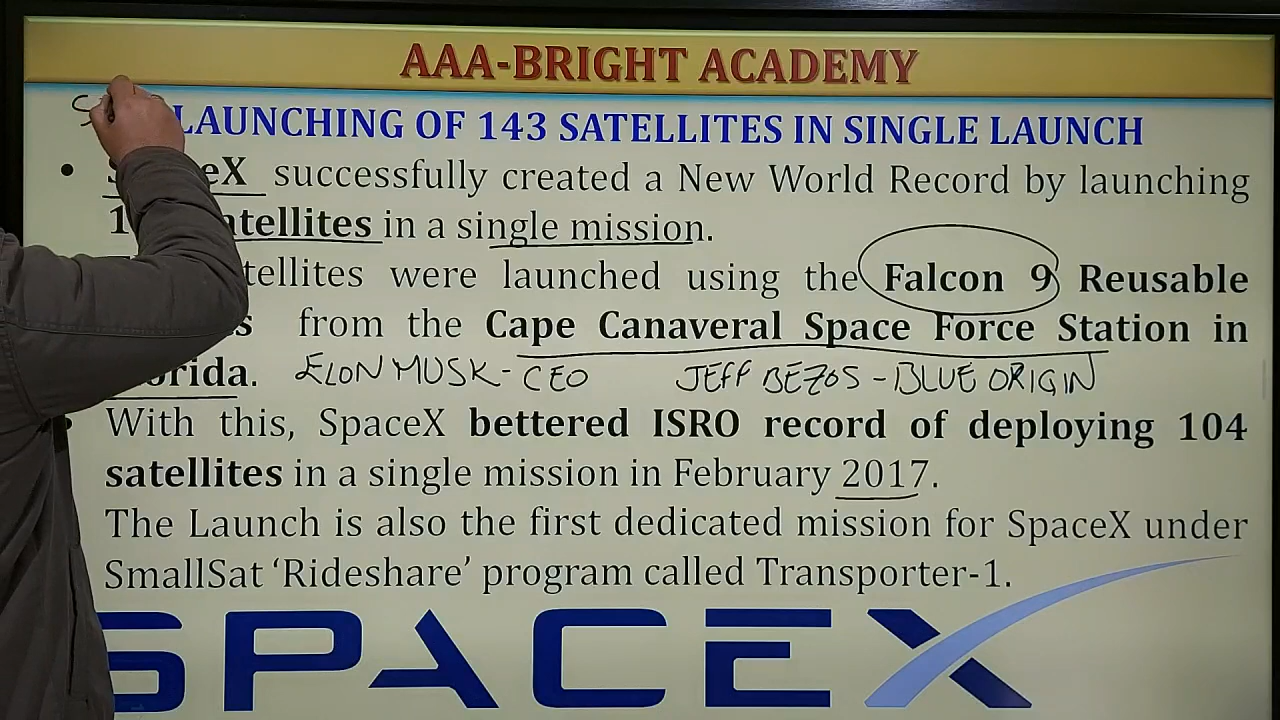 AAA-BRIGHT ACADEMY
LAUNCHING OF 143 SATELLITES IN SINGLE LAUNCH
• successfully created a New World Record by launching
in a single mission.
were launched using the Falcon 9 Reusable
from the Cape Canaveral Space Force Station in
ELON MUSK - CEO JEFF BEZOS - BLUE ORIGIN
• With this, SpaceX bettered ISRO record of deploying 104
satellites in a single mission in February 2017.
The Launch is also the first dedicated mission for SpaceX under
SmallSat ‘Rideshare’ program called Transporter-1.
SPACEX